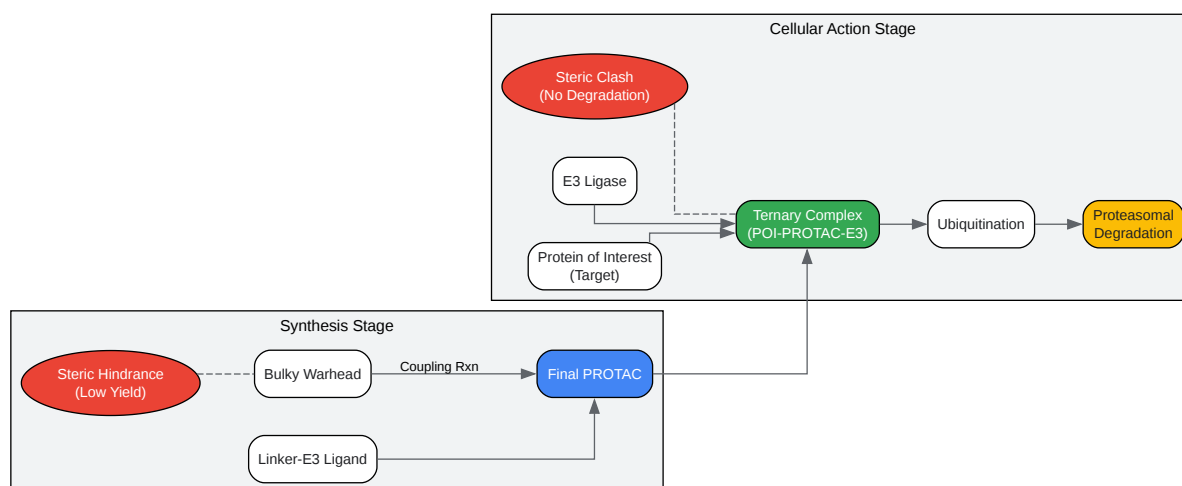 Cellular Action Stage
Steric Clash
(No Degradation)
E3 Ligase
Protein of Interest
(Target)
Ternary Complex
(POI-PROTAC-E3)
Ubiquitination
Proteasomal
Degradation
Synthesis Stage
Steric Hindrance
(Low Yield)
Bulky Warhead
Coupling Rxn
Final PROTAC
Linker-E3 Ligand